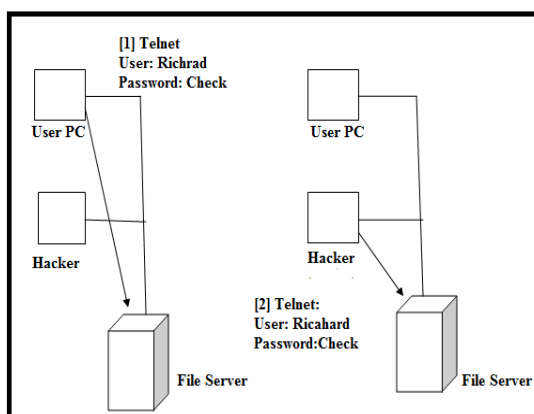 [1] Telnet
User: Richrad
Password: Check
User PC
Hacker
File Server
User PC
Hacker
[2] Telnet:
User: Ricahard
Password:Check
File Server